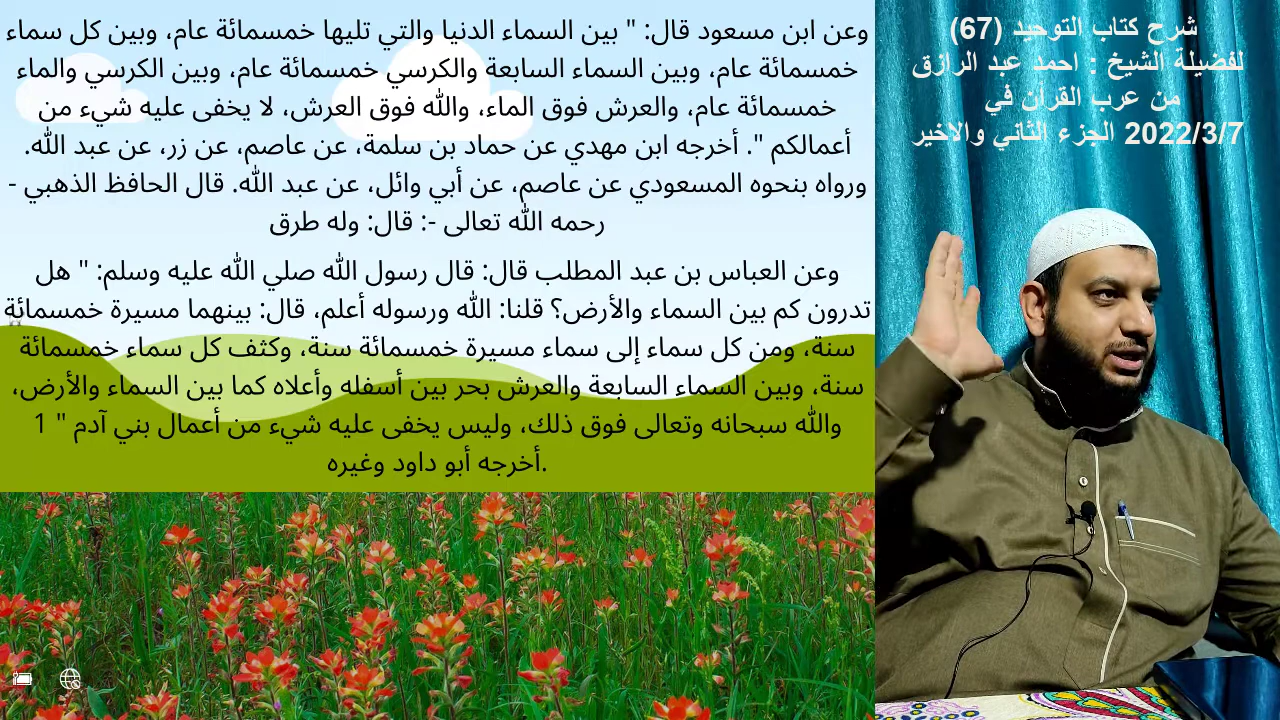 شرح كتاب التوحيد (67)
لفضيلة الشيخ : احمد عبد الرازق
من عرب القرآن في
2022/3/7 الجزء الثاني والاخير
وعن ابن مسعود قال: " بين السماء الدنيا والتي تليها خمسمائة عام، وبين كل سماء
خمسمائة عام، وبين السماء السابعة والكرسي خمسمائة عام، وبين الكرسي والماء
خمسمائة عام، والعرش فوق الماء، والله فوق العرش، لا يخفى عليه شيء من
أعمالكم ". أخرجه ابن مهدي عن حماد بن سلمة، عن عاصم، عن زر، عن عبد الله.
ورواه بنحوه المسعودي عن عاصم، عن أبي وائل، عن عبد الله. قال الحافظ الذهبي -
رحمه الله تعالى -: قال: وله طرق
وعن العباس بن عبد المطلب قال: قال رسول الله صلي الله عليه وسلم: " هل
تدرون كم بين السماء والأرض؟ قلنا: الله ورسوله أعلم، قال: بينهما مسيرة خمسمائة
سنة، ومن كل سماء إلى سماء مسيرة خمسمائة سنة، وكثف كل سماء خمسمائة
سنة، وبين السماء السابعة والعرش بحر بين أسفله وأعلاه كما بين السماء والأرض،
والله سبحانه وتعالى فوق ذلك، وليس يخفى عليه شيء من أعمال بني آدم " 1
.أخرجه أبو داود وغيره